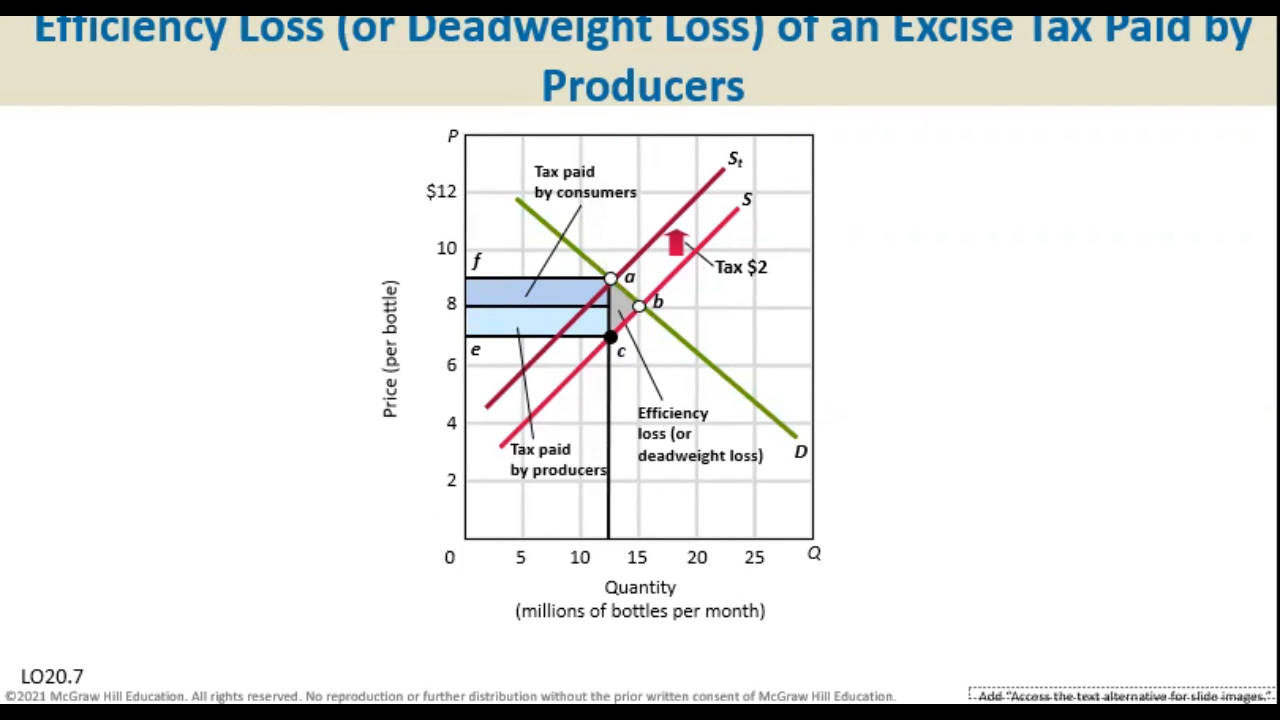 Efficiency Loss (or Deadweight Loss) of an Excise Tax Paid by
Producers
P
$12
10
8
6
4
2
0
5
10
15
20
25
Q
Price (per bottle)
Quantity
(millions of bottles per month)
Tax paid
by consumers
f
e
a
b
c
St
S
Tax $2
D
Efficiency
loss (or
deadweight loss)
Tax paid
by producers
LO20.7
©2021 McGraw Hill Education. All rights reserved. No reproduction or further distribution without the prior written consent of McGraw Hill Education.
Add "Access the text alternative for slide images."